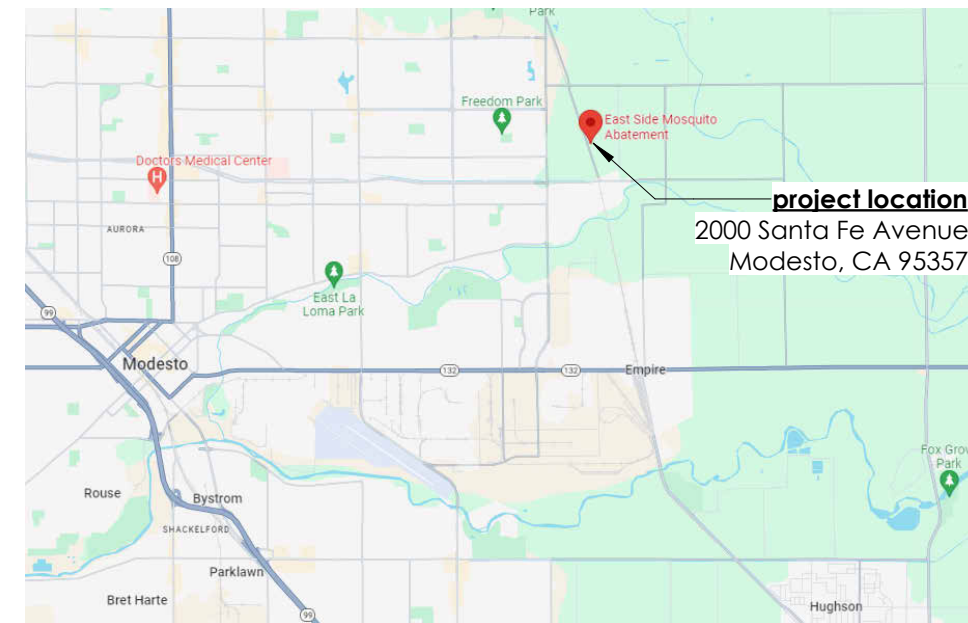 Park
Freedom Park
East Side Mosquito
Abatement
Doctors Medical Center
H
project location
2000 Santa Fe Avenue
Modesto, CA 95357
AURORA
108
East La
Loma Park
99
Modesto
132
132
Empire
Fox Grov
Park
Rouse
Bystrom
SHACKELFORD
Parklawn
Bret Harte
99
Hughson